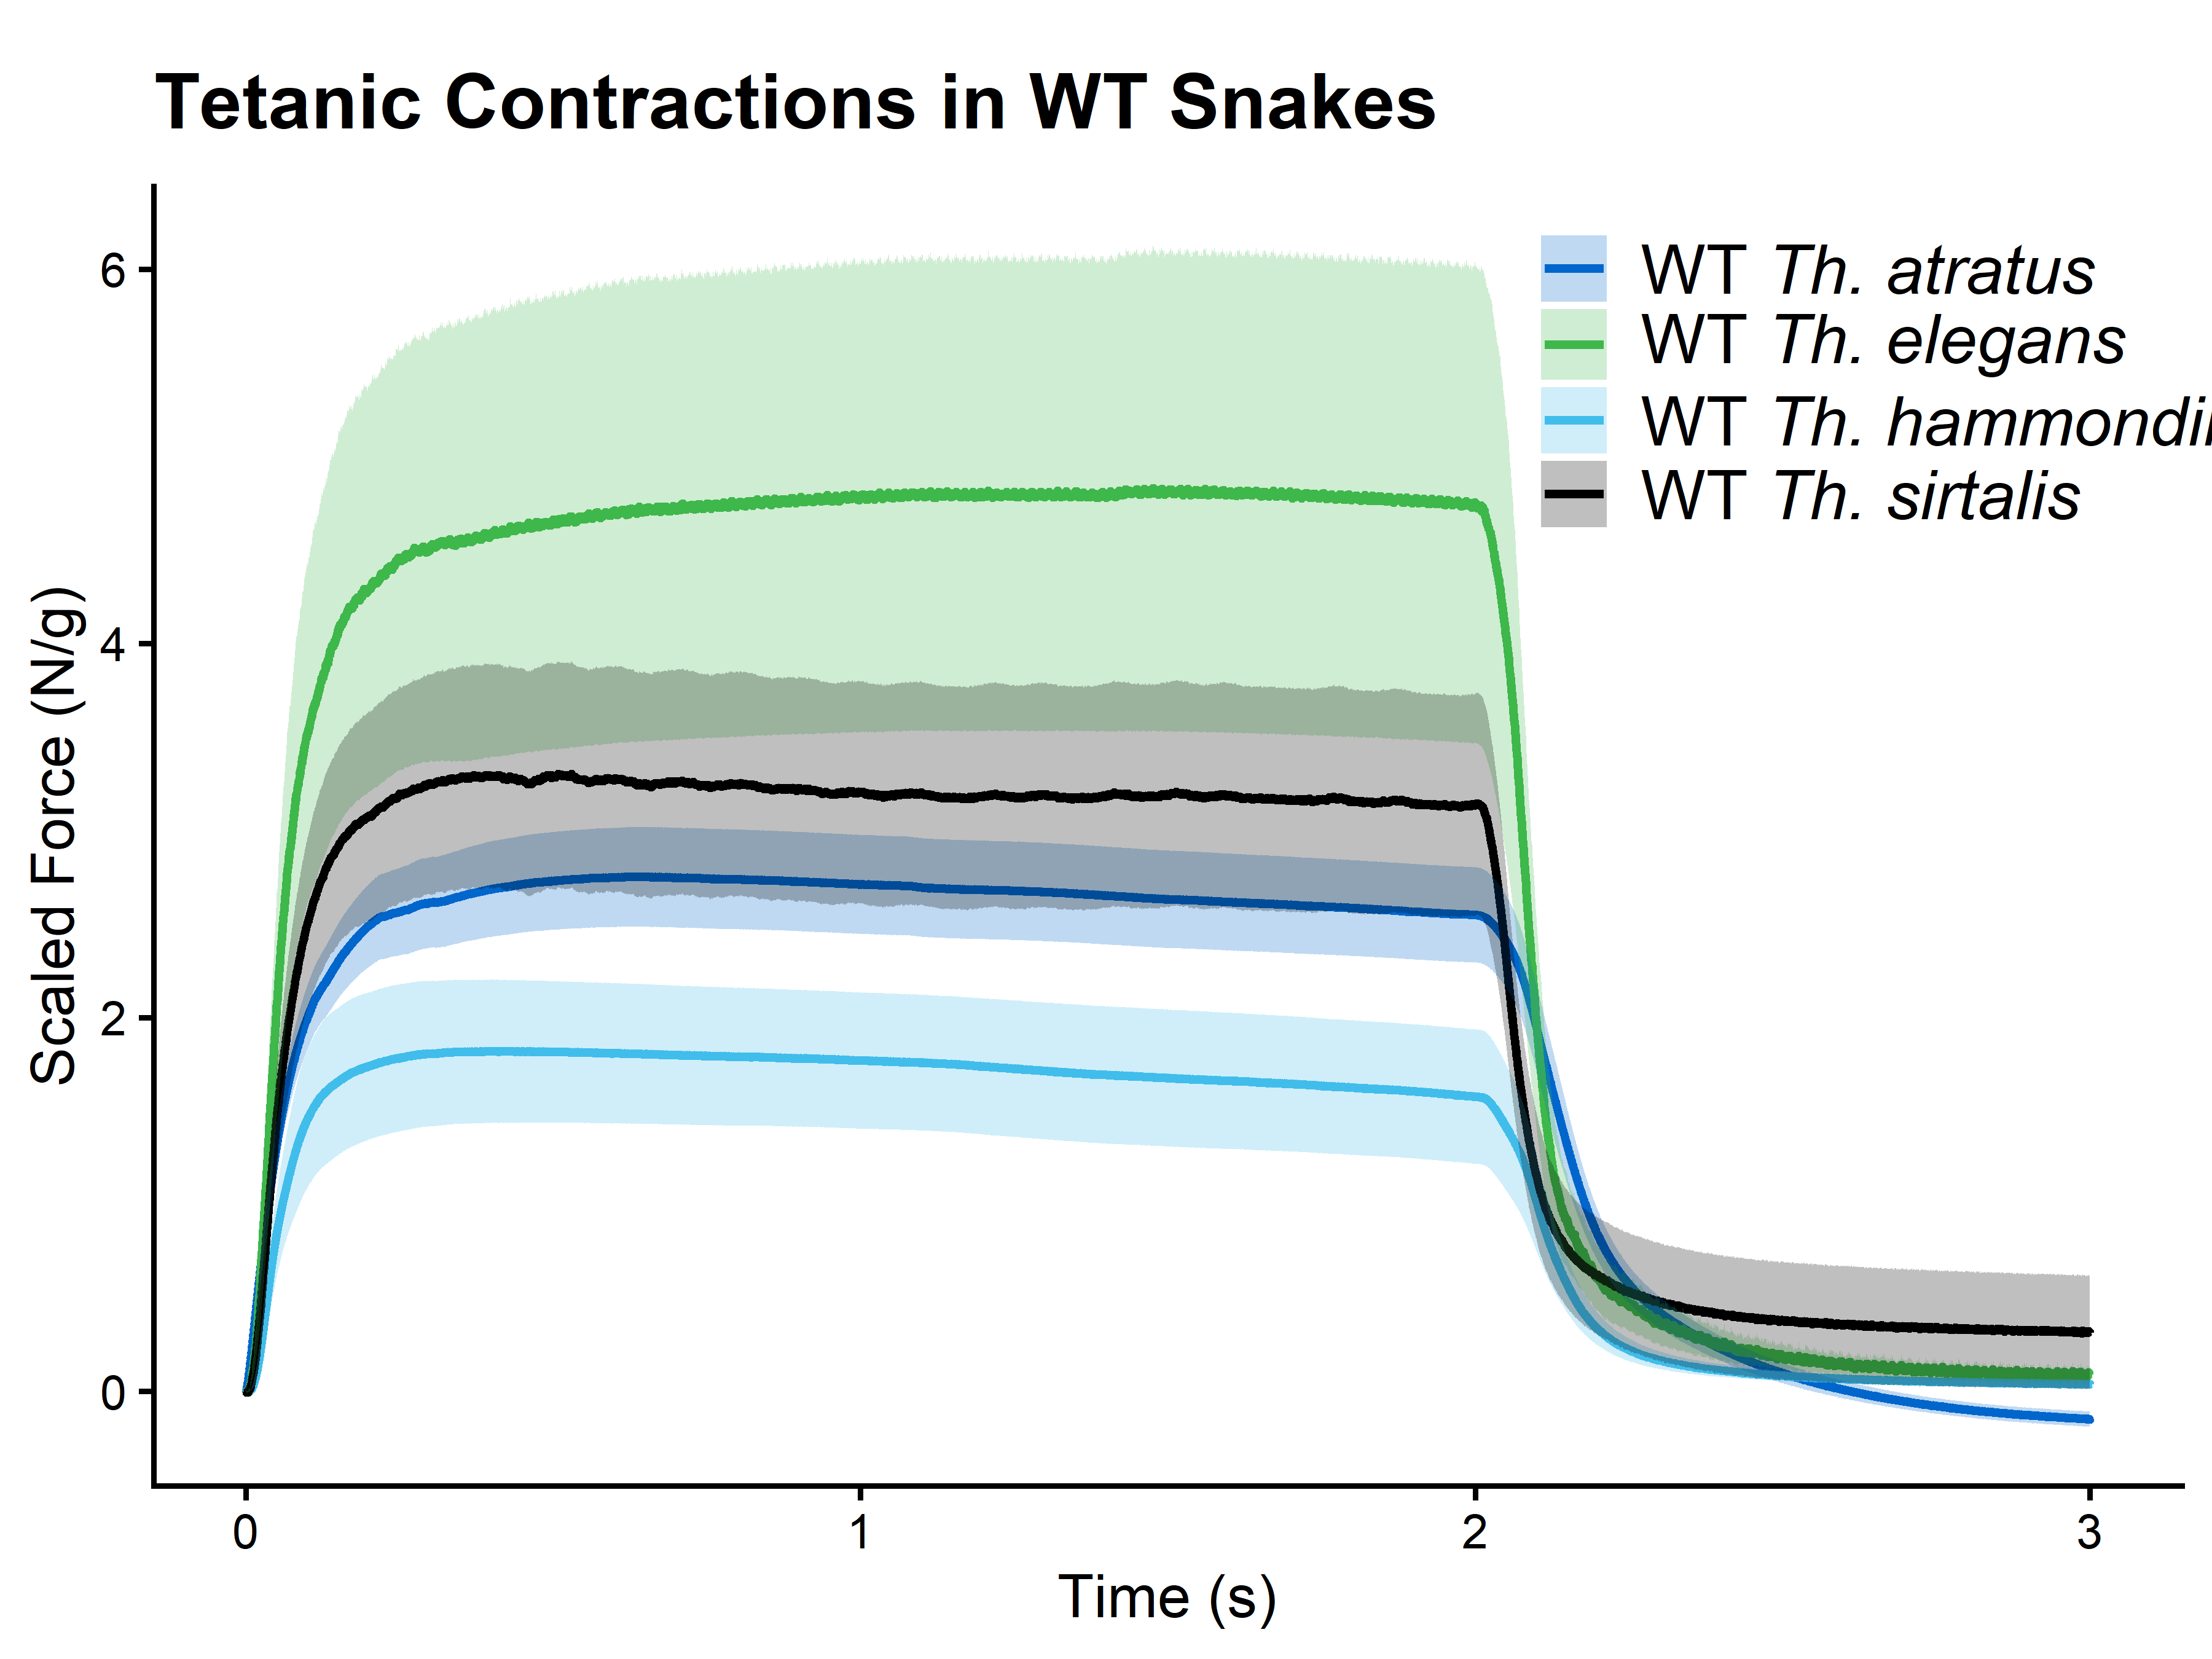 Tetanic Contractions in WT Snakes
6
4
2
0
Scaled Force (N/g)
WT Th. atratus
WT Th. elegans
WT Th. hammondii
WT Th. sirtalis
0 1 2 3
Time (s)